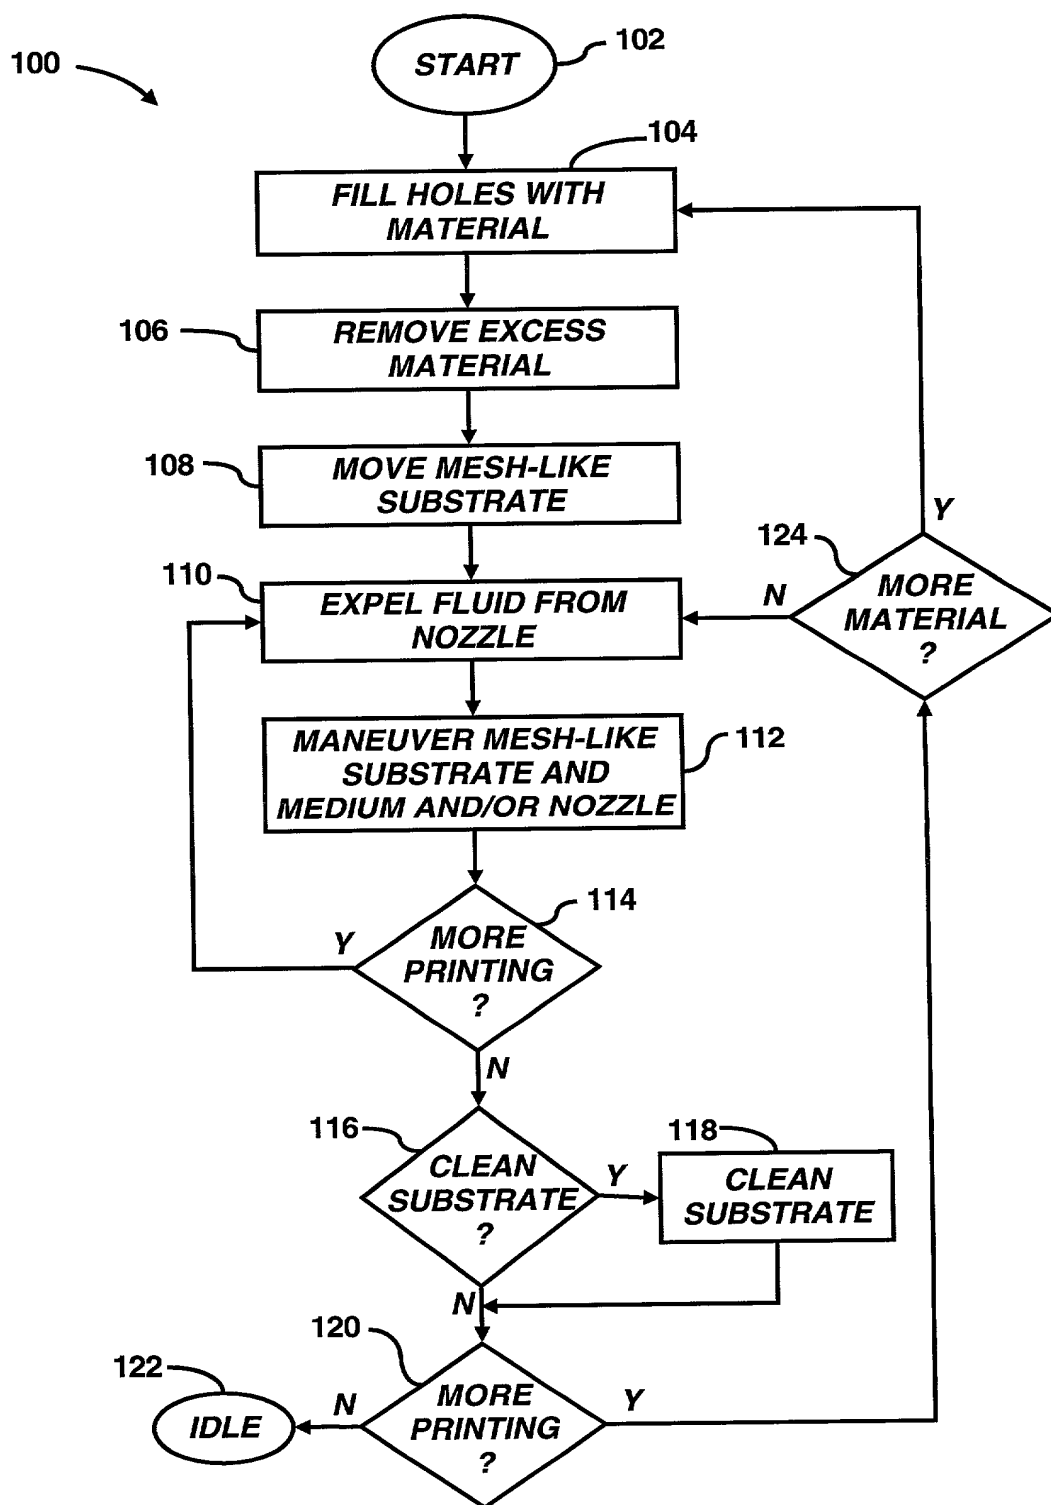 100
START
102
104
FILL HOLES WITH
MATERIAL
106
REMOVE EXCESS
MATERIAL
108
MOVE MESH-LIKE
SUBSTRATE
110
EXPEL FLUID FROM
NOZZLE
N
124
MORE
MATERIAL
?
Y
MANEUVER MESH-LIKE
SUBSTRATE AND
MEDIUM AND/OR NOZZLE
112
114
Y
MORE
PRINTING
?
N
116
CLEAN
SUBSTRATE
?
Y
118
CLEAN
SUBSTRATE
N
120
MORE
PRINTING
?
Y
N
122
IDLE